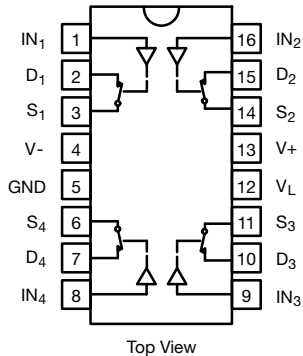 IN1 1 16 IN2
D1 2 15 D2
S1 3 14 S2
V- 4 13 V+
GND 5 12 VL
S4 6 11 S3
D4 7 10 D3
IN4 8 9 IN3
Top View